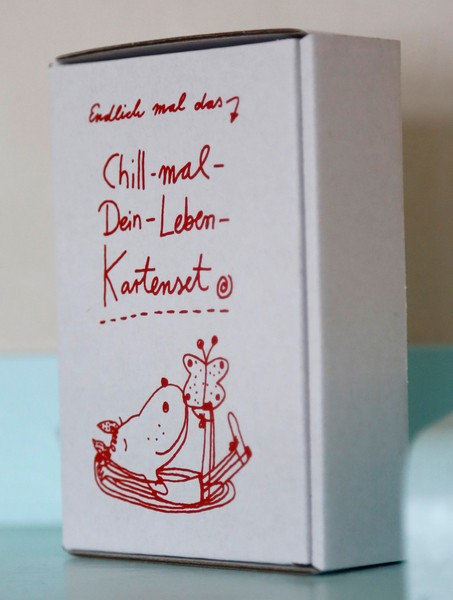 Endlich mal das
Chill-mal-
Dein-Leben-
Kartenset @